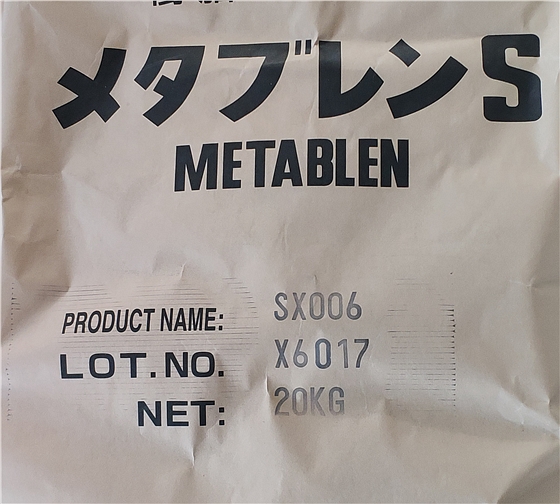 メタブレンS
METABLEN
PRODUCT NAME: SX006
LOT.NO. X6017
NET: 20KG